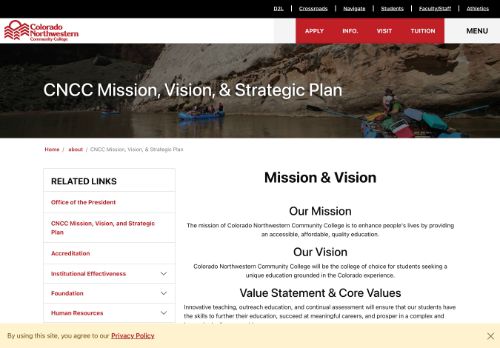 D2L | Crossroads | Navigate | Students | Faculty/Staff | Athletics
Colorado
Northwestern
Community College
APPLY INFO. VISIT TUITION MENU
CNCC Mission, Vision, & Strategic Plan
Home / about / CNCC Mission, Vision, & Strategic Plan
RELATED LINKS
Office of the President
CNCC Mission, Vision, and Strategic
Plan
Accreditation
Institutional Effectiveness
Foundation
Human Resources
Mission & Vision
Our Mission
The mission of Colorado Northwestern Community College is to enhance people's lives by providing
an accessible, affordable, quality education.
Our Vision
Colorado Northwestern Community College will be the college of choice for students seeking a
unique education grounded in the Colorado experience.
Value Statement & Core Values
Innovative teaching, outreach education, and continual assessment will ensure that our students have
the skills to further their education, succeed at meaningful careers, and prosper in a complex and
By using this site, you agree to our Privacy Policy